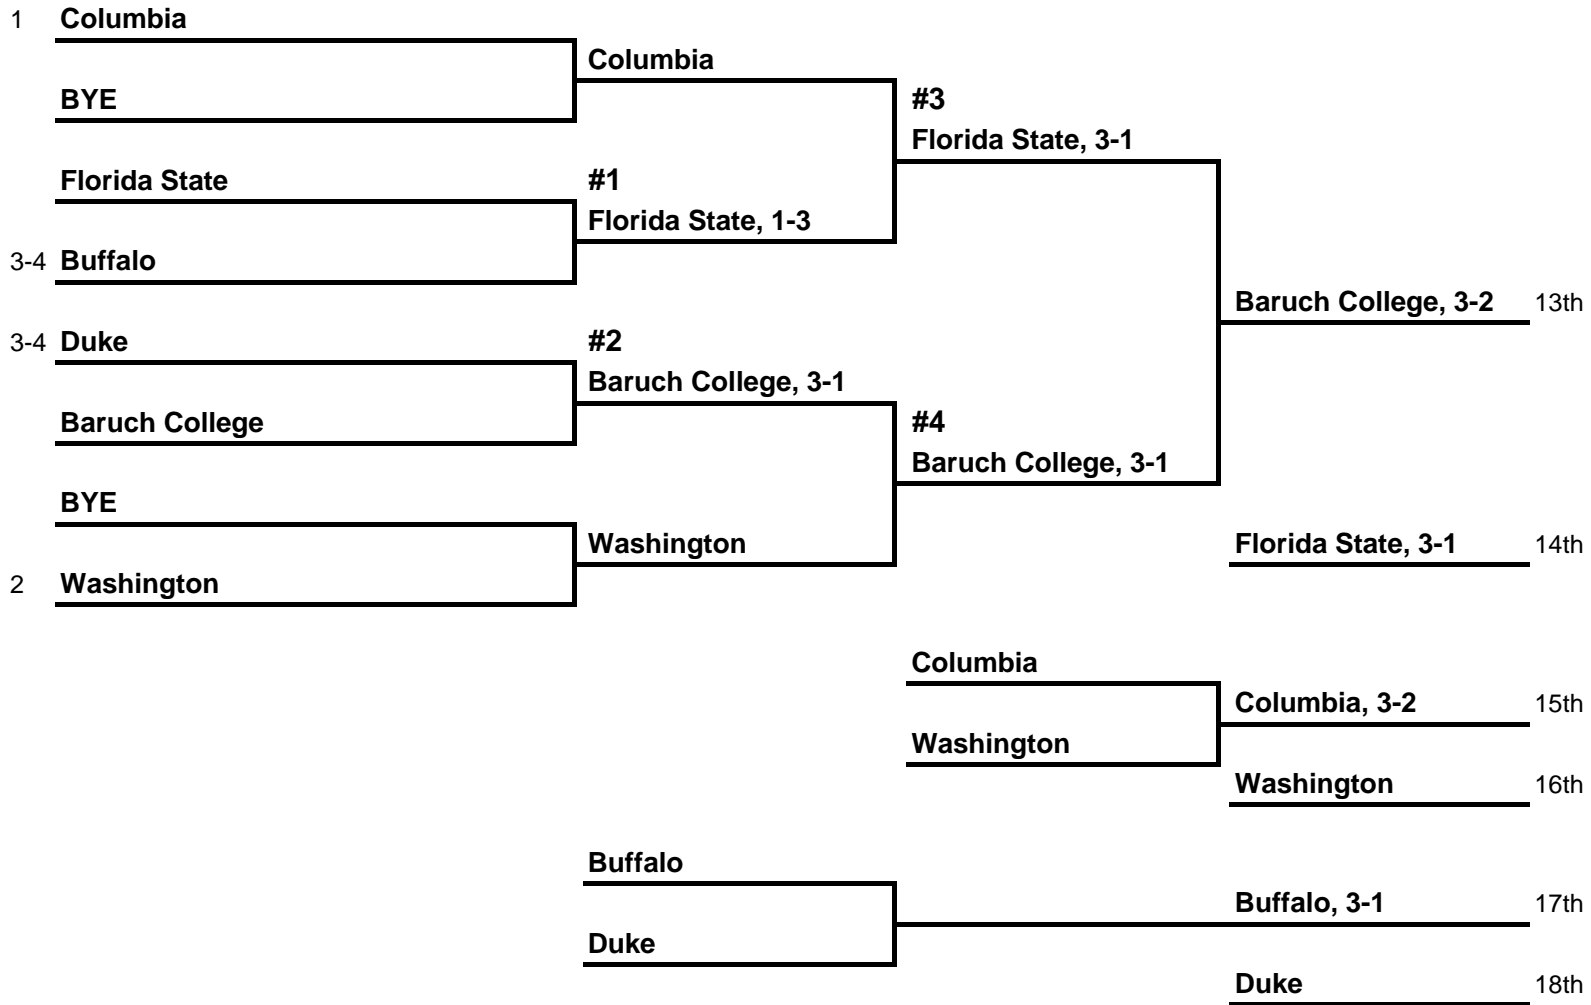 1 Columbia
Columbia
BYE
#3
Florida State, 3-1
Florida State
#1
Florida State, 1-3
3-4 Buffalo
Baruch College, 3-2 13th
3-4 Duke
#2
Baruch College, 3-1
Baruch College
#4
Baruch College, 3-1
BYE
Washington
Florida State, 3-1 14th
2 Washington
Columbia
Columbia, 3-2 15th
Washington
Washington 16th
Buffalo
Buffalo, 3-1 17th
Duke
Duke 18th